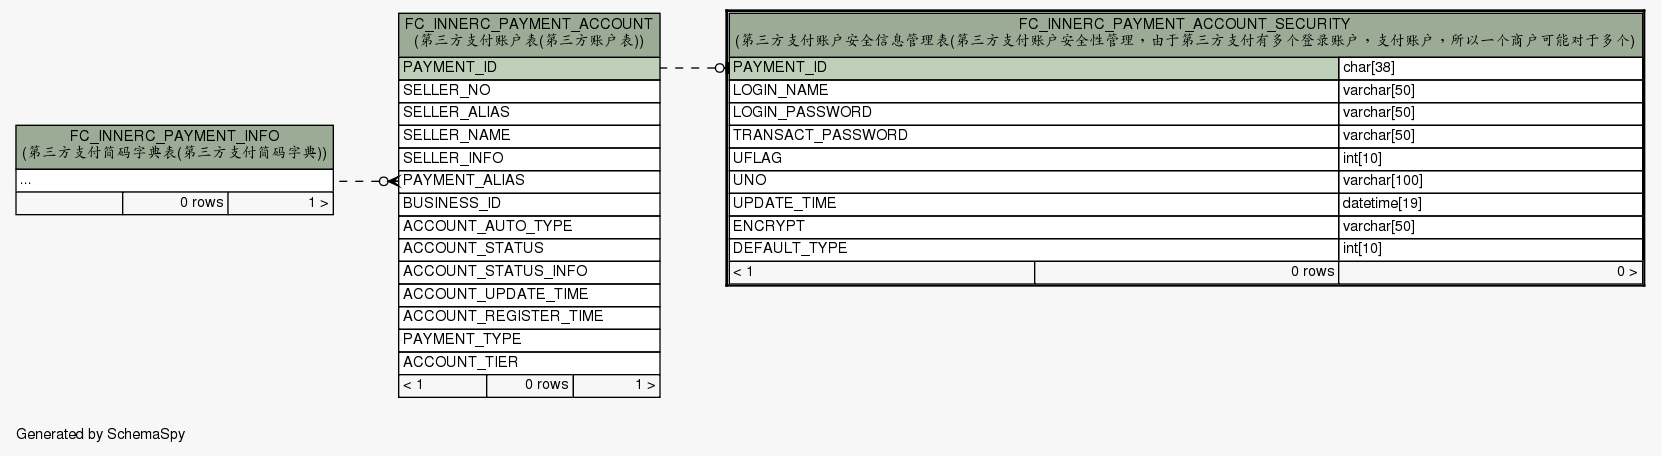 FC_INNERC_PAYMENT_INFO
(第三方支付简码字典表(第三方支付简码字典))
...
0 rows 1 >
FC_INNERC_PAYMENT_ACCOUNT
(第三方支付账户表(第三方账户表))
PAYMENT_ID
SELLER_NO
SELLER_ALIAS
SELLER_NAME
SELLER_INFO
PAYMENT_ALIAS
BUSINESS_ID
ACCOUNT_AUTO_TYPE
ACCOUNT_STATUS
ACCOUNT_STATUS_INFO
ACCOUNT_UPDATE_TIME
ACCOUNT_REGISTER_TIME
PAYMENT_TYPE
ACCOUNT_TIER
< 1 0 rows 1 >
FC_INNERC_PAYMENT_ACCOUNT_SECURITY
(第三方支付账户安全信息管理表(第三方支付账户安全性管理，由于第三方支付有多个登录账户，支付账户，所以一个商户可能对于多个)
PAYMENT_ID char[38]
LOGIN_NAME varchar[50]
LOGIN_PASSWORD varchar[50]
TRANSACT_PASSWORD varchar[50]
UFLAG int[10]
UNO varchar[100]
UPDATE_TIME datetime[19]
ENCRYPT varchar[50]
DEFAULT_TYPE int[10]
< 1 0 rows 0 >
Generated by SchemaSpy